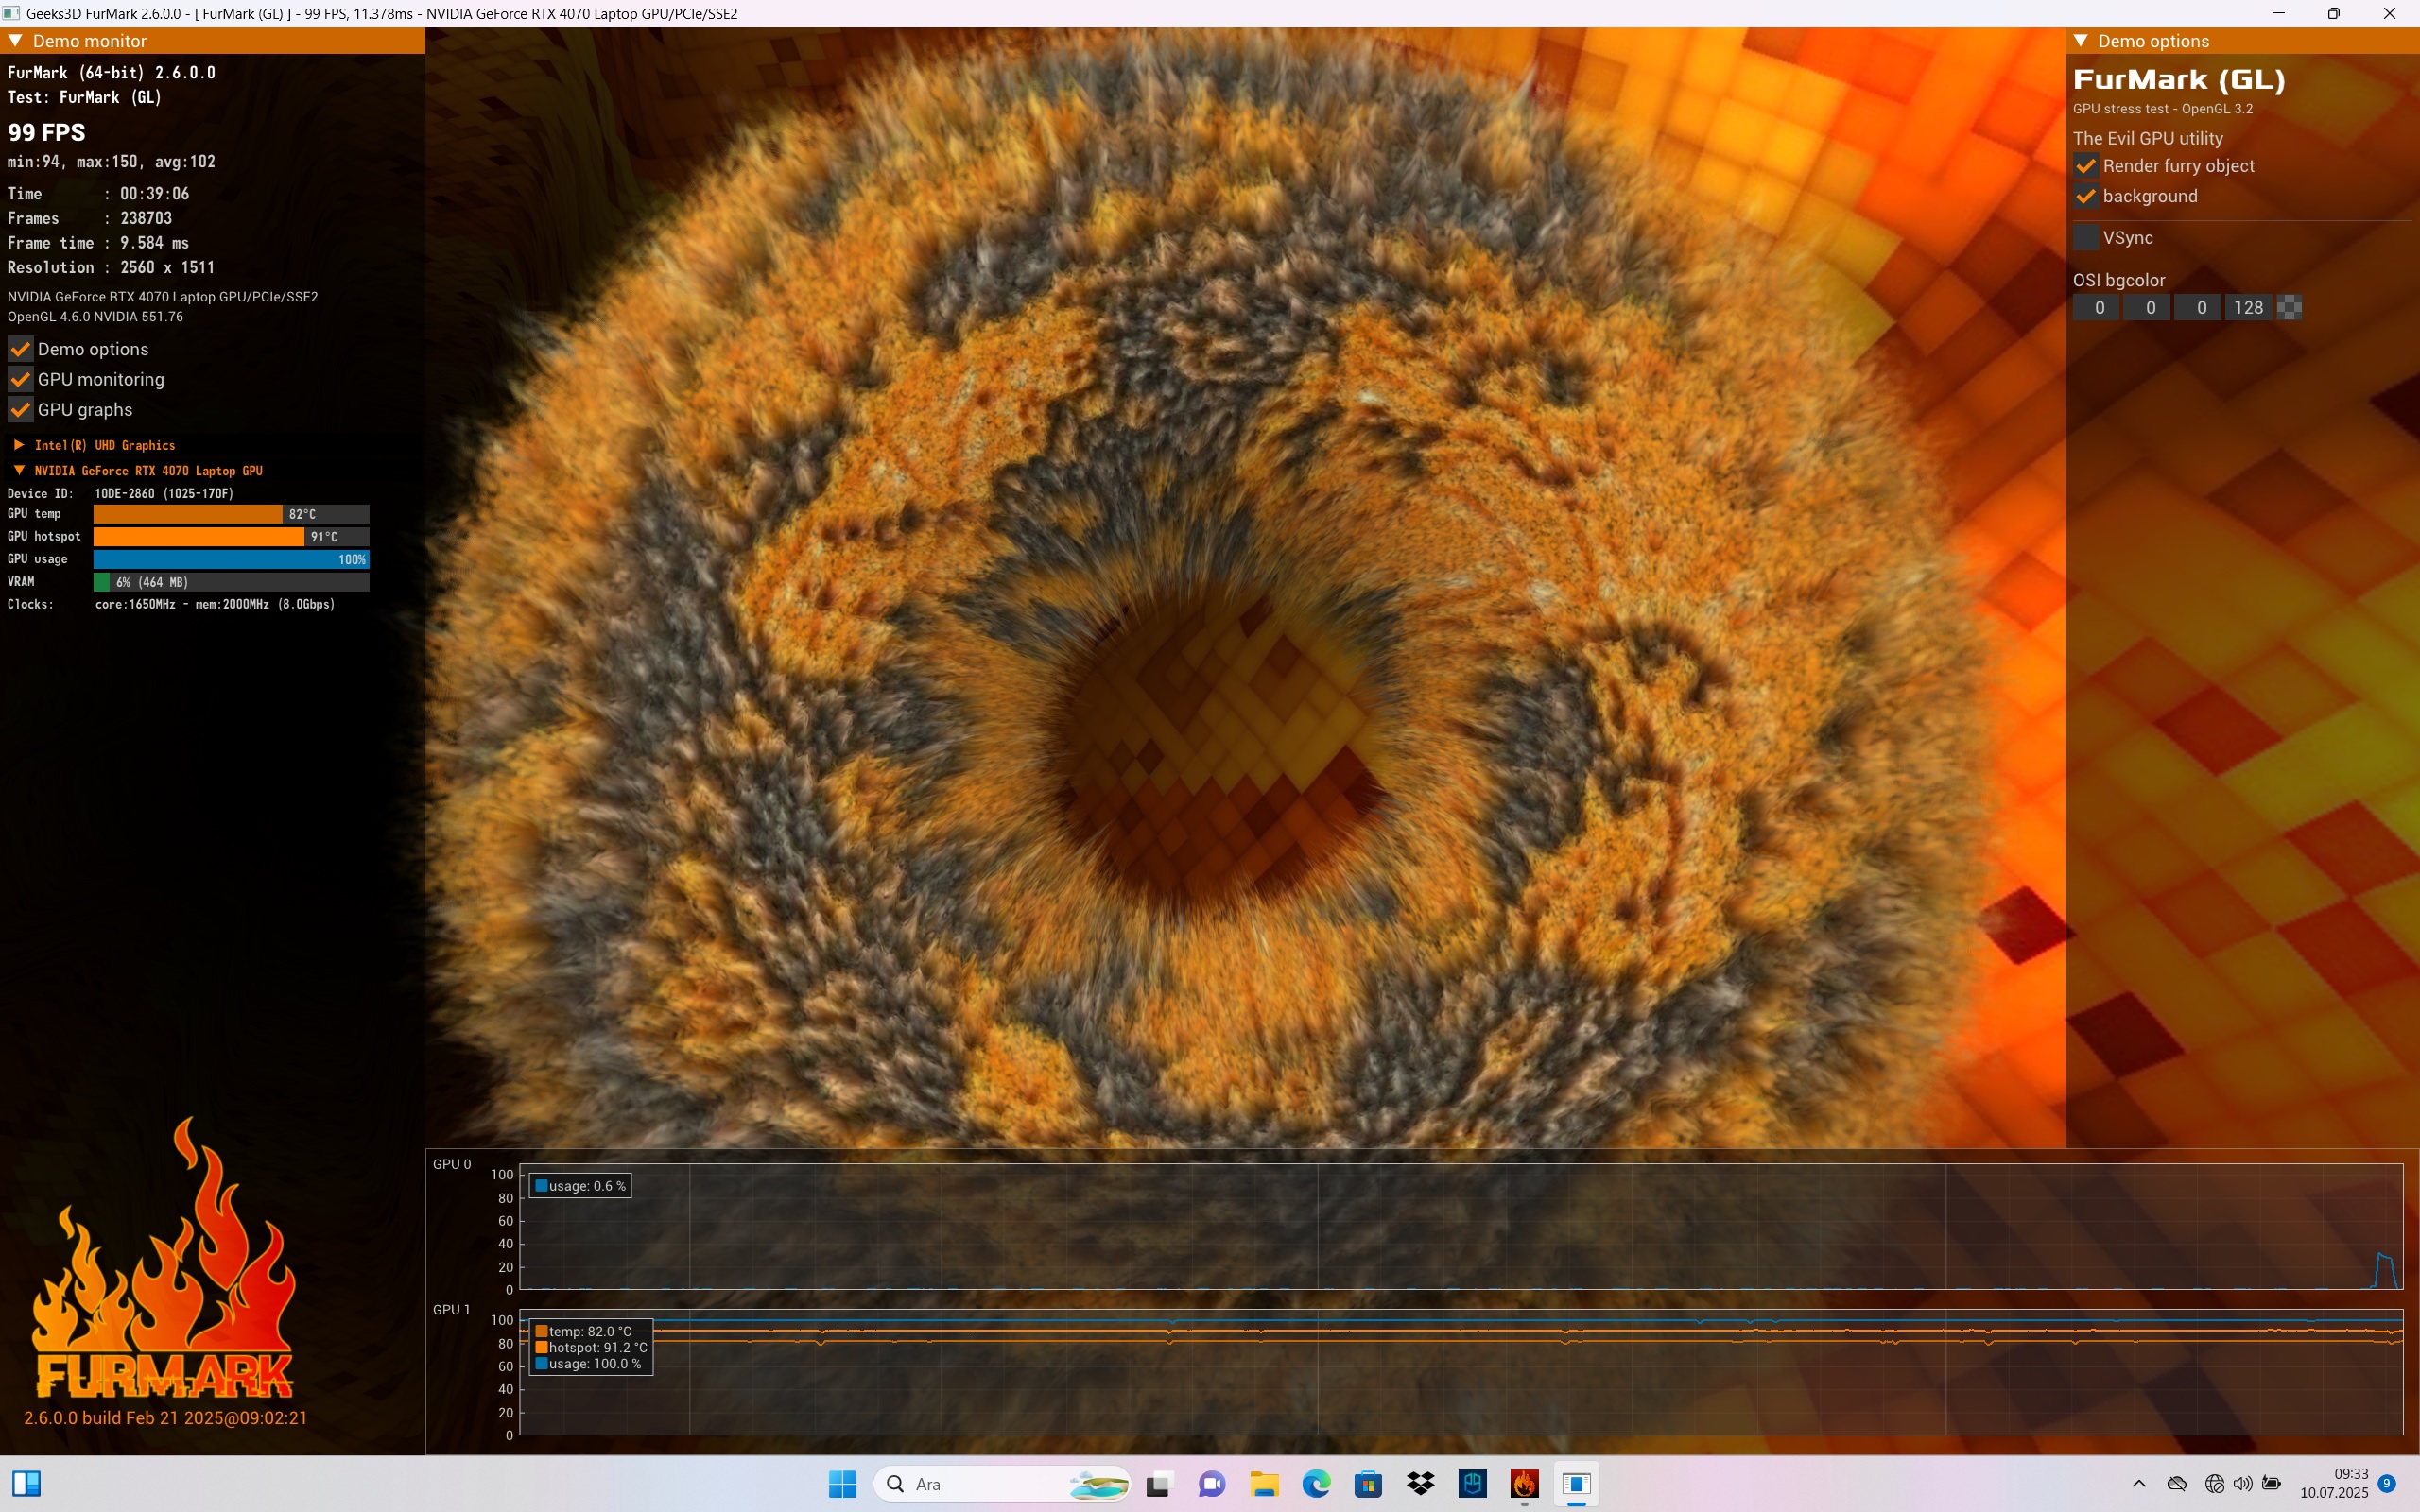 Geeks3D FurMark 2.6.0.0 - [ FurMark (GL) ] - 99 FPS, 11.378ms - NVIDIA GeForce RTX 4070 Laptop GPU/PCIe/SSE2
Demo monitor
FurMark (64-bit) 2.6.0.0
Test: FurMark (GL)
99 FPS
min:94, max:150, avg:102
Time : 00:39:06
Frames : 238703
Frame time : 9.584 ms
Resolution : 2560 x 1511
NVIDIA GeForce RTX 4070 Laptop GPU/PCIe/SSE2
OpenGL 4.6.0 NVIDIA 551.76
Demo options
GPU monitoring
GPU graphs
Intel(R) UHD Graphics
NVIDIA GeForce RTX 4070 Laptop GPU
Device ID: 10DE-2860 (1025-170F)
GPU temp 82°C
GPU hotspot 91°C
GPU usage 100%
VRAM 6% (464 MB)
Clocks: core:1650MHz - mem:2000MHz (8.0Gbps)
FURMARK
2.6.0.0 build Feb 21 2025@09:02:21
Demo options
FurMark (GL)
GPU stress test - OpenGL 3.2
The Evil GPU utility
Render furry object
background
VSync
OSI bgcolor
0 0 0 128
GPU 0
100
80
60
40
20
0
usage: 0.6 %
GPU 1
100
80
60
40
20
0
temp: 82.0 °C
hotspot: 91.2 °C
usage: 100.0 %
Ara
09:33
10.07.2025
9